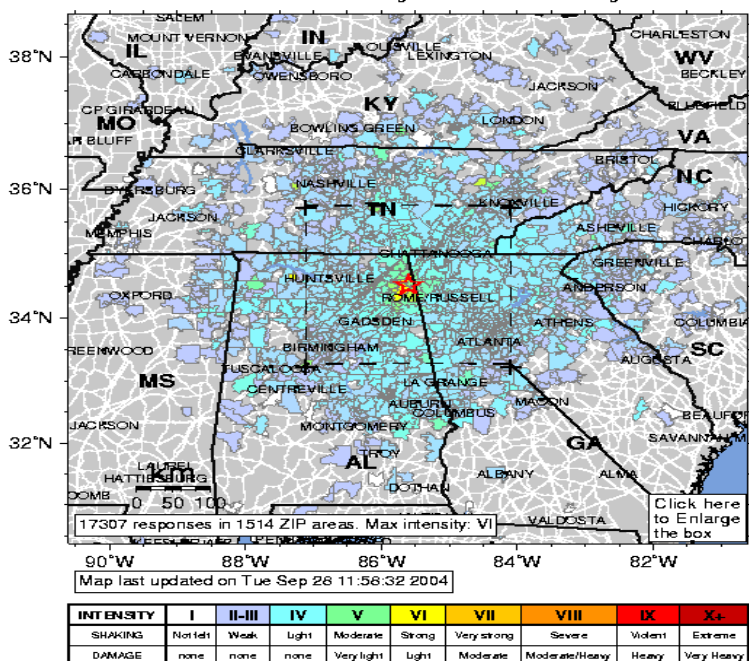 SALEM
MOUNT VERNON
IL
IN
LOUISVILLE
CHARLESTON
38°N
EVANSVILLE
LEXINGTON
WV
CARBONDALE
OWENSBORO
BECKLEY
JACKSON
CP GIRARDEAU
KY
BLUEFIELD
MO
LONDON
BOWLING GREEN
VA
CLARKSVILLE
BRISTOL
36°N
DYERSBURG
NASHVILLE
NC
KNOXVILLE
TN
HICKORY
JACKSON
ASHEVILLE
MEMPHIS
CHATTANOOGA
GREENVILLE
HUNTSVILLE
OXFORD
ROME/RUSSELL
ANDERSON
34°N
GADSDEN
ATHENS
COLUMBIA
BIRMINGHAM
ATLANTA
SC
TUSCALOOSA
AUGUSTA
MS
LA GRANGE
CENTREVILLE
AUBURN
MACON
COLUMBUS
JACKSON
MONTGOMERY
32°N
GA
SAVANNAH
TROY
LAUREL
AL
km
HATTIESBURG
ALBANY
ALMA
DOTHAN
0 50 100
Click here
to Enlarge
the box
17307 responses in 1514 ZIP areas. Max intensity: VI
VALDOSTA
90°W 88°W 86°W 84°W 82°W
Map last updated on Tue Sep 28 11:58:32 2004
INTENSITY I II-III IV V VI VII VIII IX X+
SHAKING Not felt Weak Light Moderate Strong Very strong Severe Violent Extreme
DAMAGE none none none Very light Light Moderate Moderate/Heavy Heavy Very Heavy